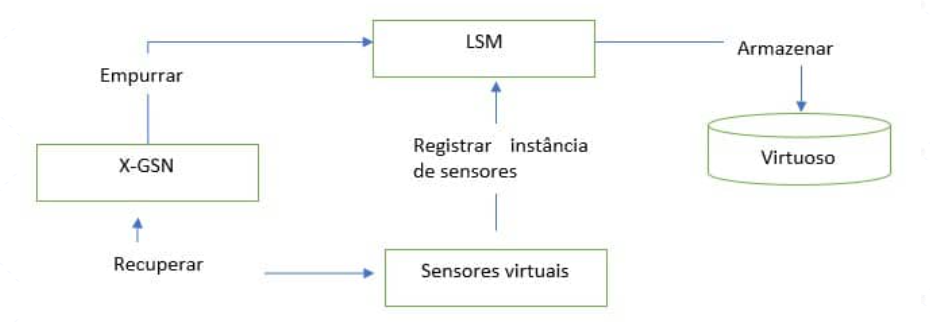 LSM
Armazenar
Empurrar
Registrar instância
de sensores
Virtuoso
X-GSN
Recuperar
Sensores virtuais